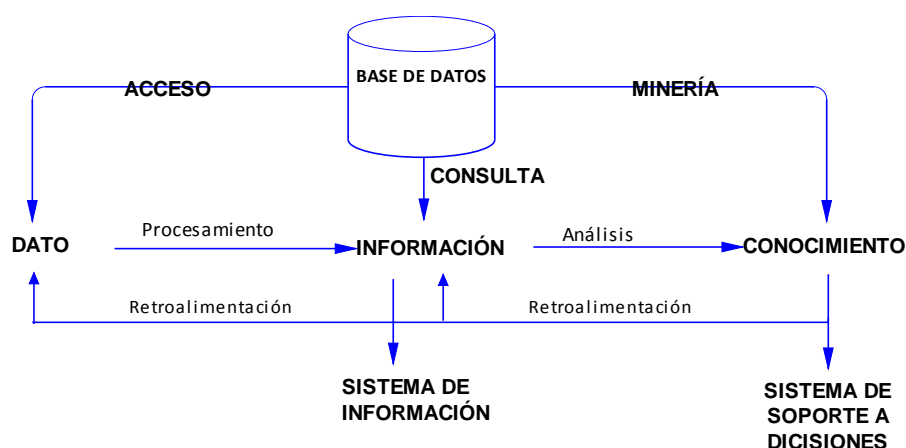 BASE DE DATOS
ACCESO
MINERÍA
CONSULTA
Procesamiento
Análisis
DATO
INFORMACIÓN
CONOCIMIENTO
Retroalimentación
Retroalimentación
SISTEMA DE
INFORMACIÓN
SISTEMA DE
SOPORTE A
DICISIONES